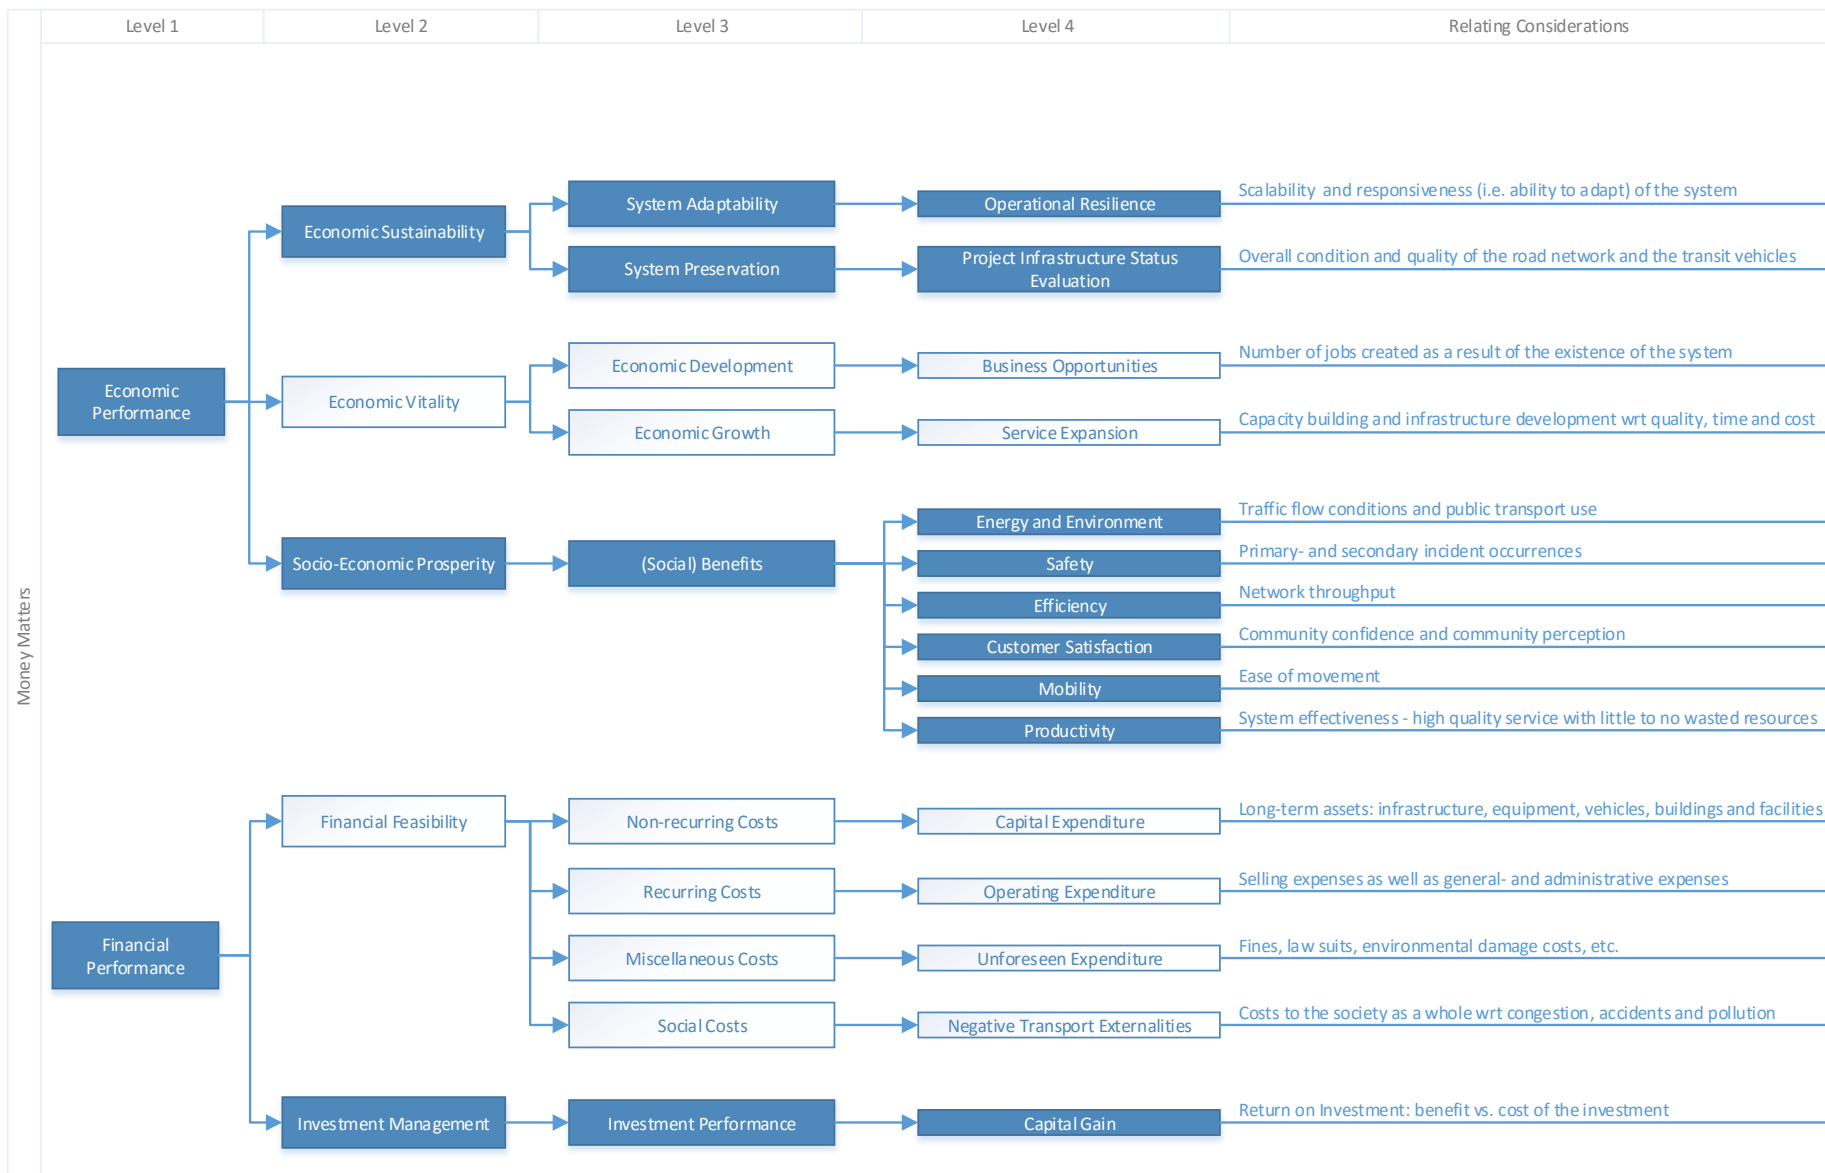 Level 1
Level 2
Level 3
Level 4
Relating Considerations
Money Matters
Economic
Performance
Economic Sustainability
System Adaptability
Operational Resilience
Scalability and responsiveness (i.e. ability to adapt) of the system
System Preservation
Project Infrastructure Status
Evaluation
Overall condition and quality of the road network and the transit vehicles
Economic Vitality
Economic Development
Business Opportunities
Number of jobs created as a result of the existence of the system
Economic Growth
Service Expansion
Capacity building and infrastructure development wrt quality, time and cost
Socio-Economic Prosperity
(Social) Benefits
Energy and Environment
Traffic flow conditions and public transport use
Safety
Primary- and secondary incident occurrences
Efficiency
Network throughput
Customer Satisfaction
Community confidence and community perception
Mobility
Ease of movement
Productivity
System effectiveness - high quality service with little to no wasted resources
Financial
Performance
Financial Feasibility
Non-recurring Costs
Capital Expenditure
Long-term assets: infrastructure, equipment, vehicles, buildings and facilities
Recurring Costs
Operating Expenditure
Selling expenses as well as general- and administrative expenses
Miscellaneous Costs
Unforeseen Expenditure
Fines, law suits, environmental damage costs, etc.
Social Costs
Negative Transport Externalities
Costs to the society as a whole wrt congestion, accidents and pollution
Investment Management
Investment Performance
Capital Gain
Return on Investment: benefit vs. cost of the investment